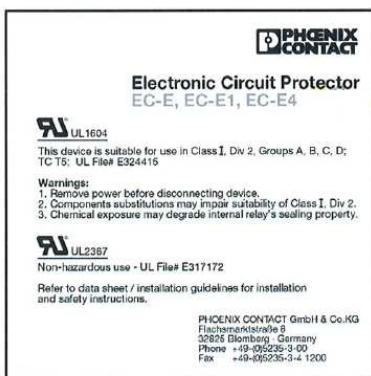 PHOENIX
CONTACT
Electronic Circuit Protector
EC-E, EC-E1, EC-E4
UL1604
This device is suitable for use in Class I, Div 2, Groups A, B, C, D;
TC T5; UL File# E324415
Warnings:
1. Remove power before disconnecting device.
2. Components substitutions may impair suitability of Class I, Div 2.
3. Chemical exposure may degrade internal relay's sealing property.
UL2367
Non-hazardous use - UL File# E317172
Refer to data sheet / installation guidelines for installation
and safety instructions.
PHOENIX CONTACT GmbH & Co.KG
Flachsmarktstraße 8
32825 Blomberg - Germany
Phone +49-(0)5235-3-00
Fax +49-(0)5235-3-4 1200